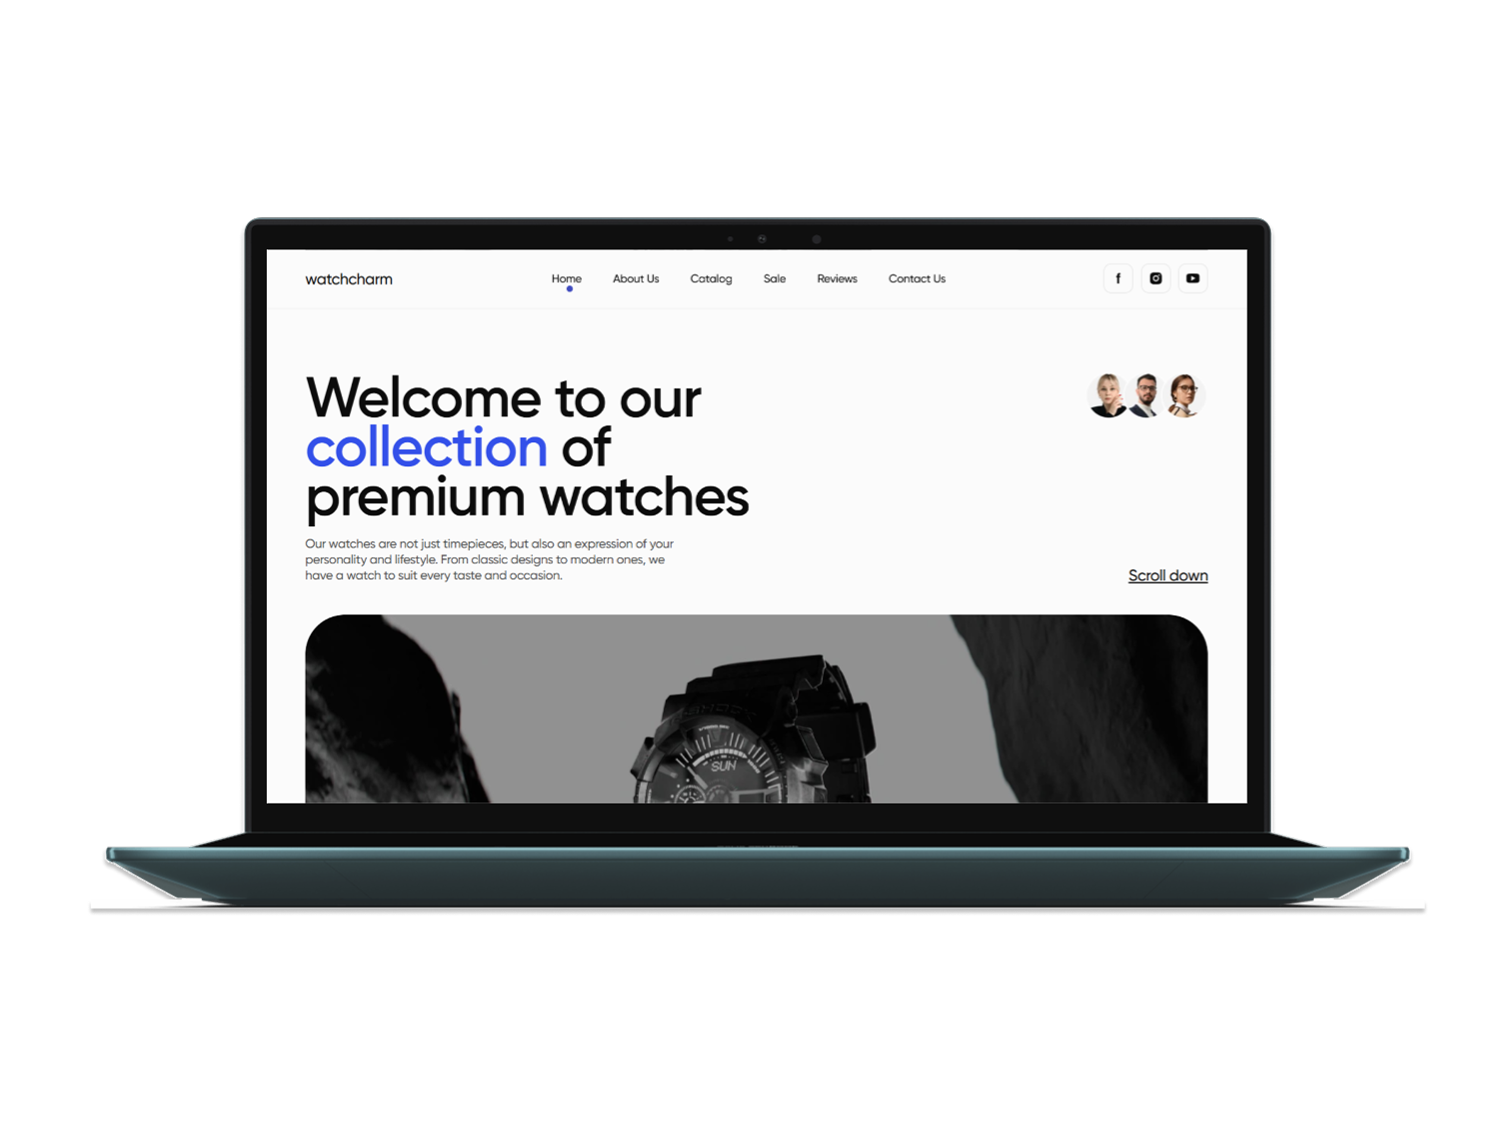 watchcharm
Home About Us Catalog Sale Reviews Contact Us
Welcome to our
collection of
premium watches
Our watches are not just timepieces, but also an expression of your
personality and lifestyle. From classic designs to modern ones, we
have a watch to suit every taste and occasion.
Scroll down
SHOCK
SUN